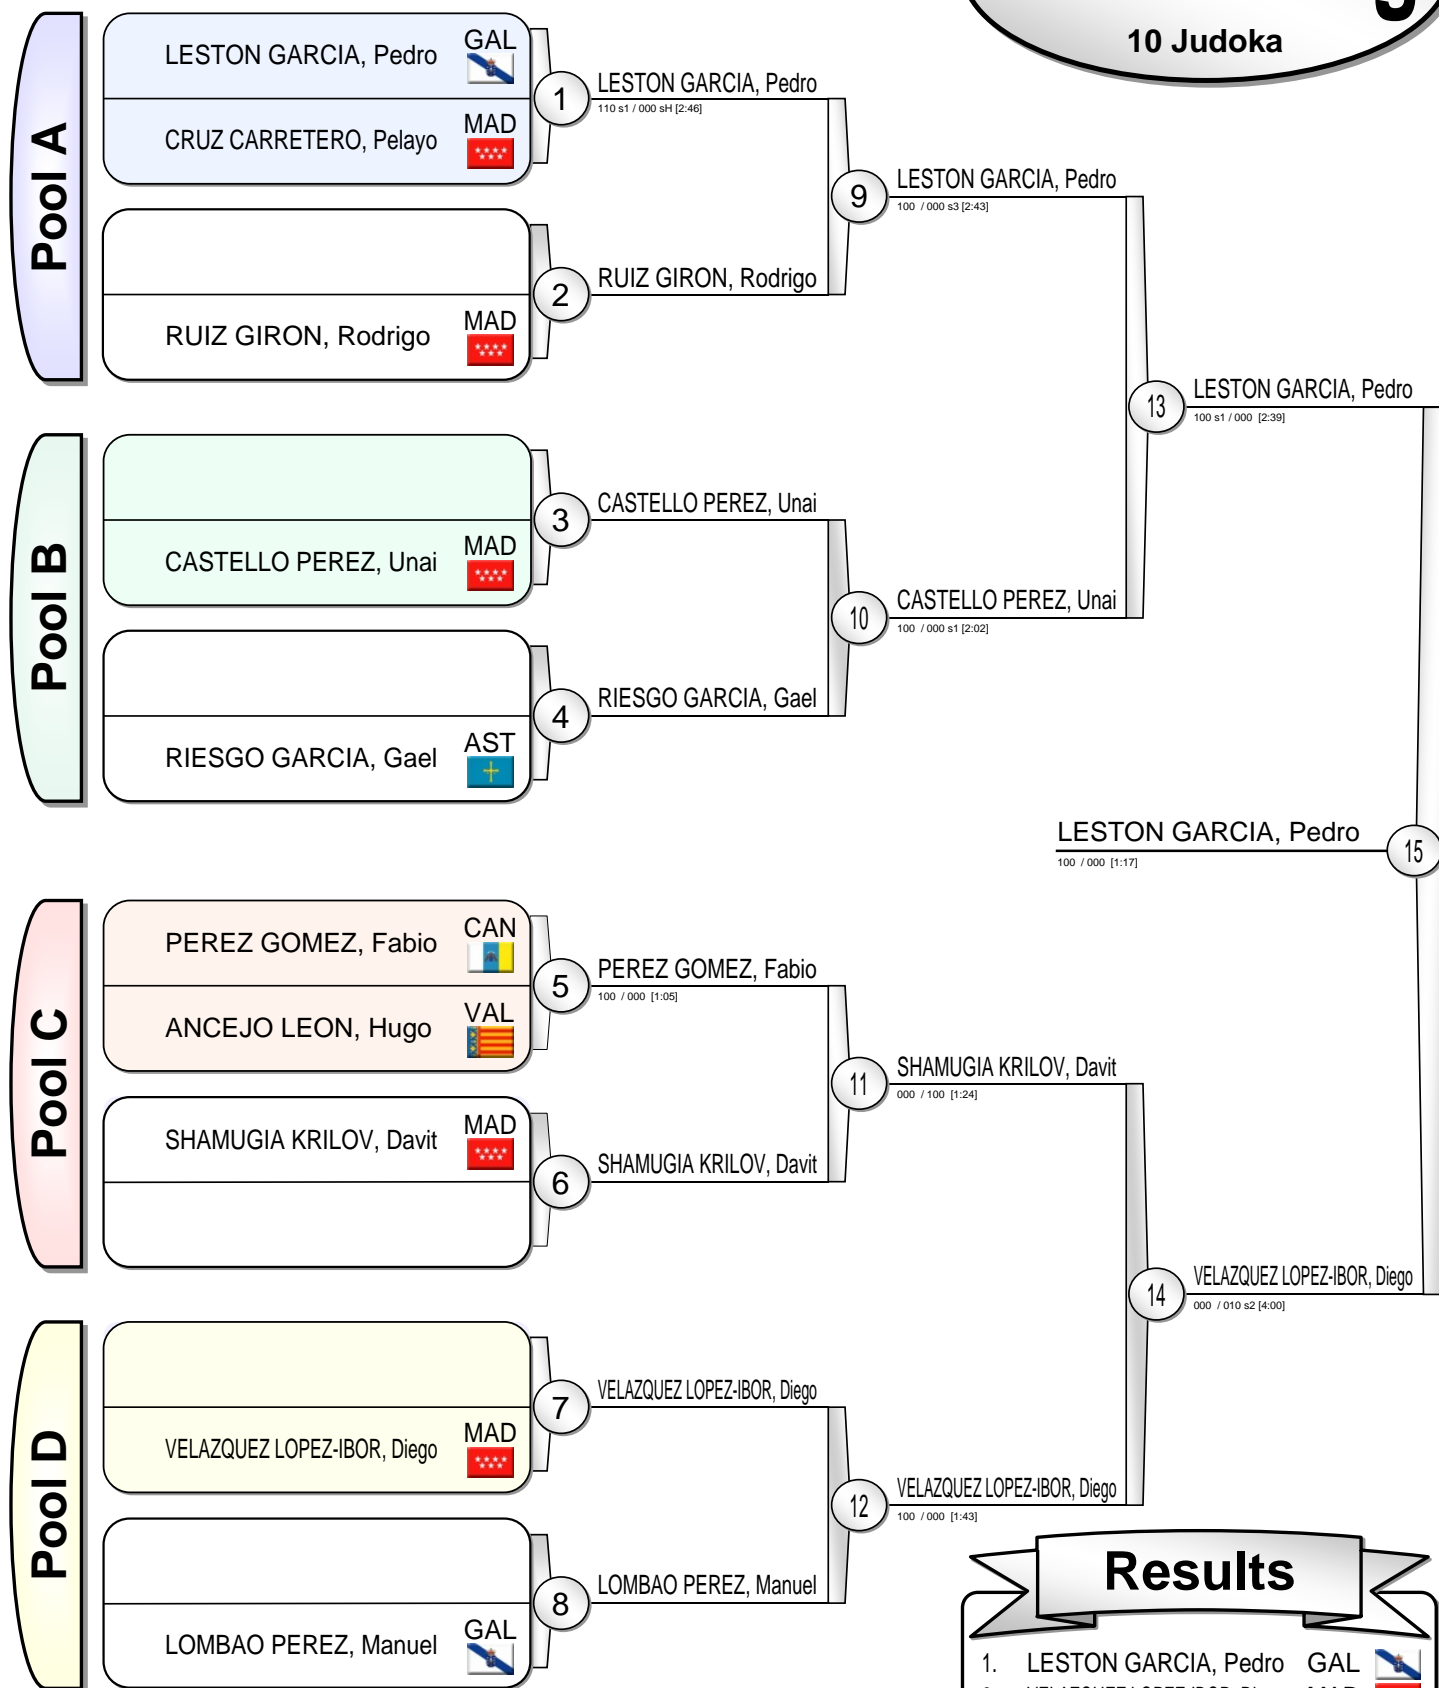 10 Judoka
Pool A
LESTON GARCIA, Pedro GAL
CRUZ CARRETERO, Pelayo MAD
1
LESTON GARCIA, Pedro
110 s1 / 000 sH [2:46]
RUIZ GIRON, Rodrigo MAD
2
RUIZ GIRON, Rodrigo
9
LESTON GARCIA, Pedro
100 / 000 s3 [2:43]
Pool B
CASTELLO PEREZ, Unai MAD
3
CASTELLO PEREZ, Unai
RIESGO GARCIA, Gael AST
4
RIESGO GARCIA, Gael
10
CASTELLO PEREZ, Unai
100 / 000 s1 [2:02]
13
LESTON GARCIA, Pedro
100 s1 / 000 [2:39]
LESTON GARCIA, Pedro
100 / 000 [1:17]
15
Pool C
PEREZ GOMEZ, Fabio CAN
ANCEJO LEON, Hugo VAL
5
PEREZ GOMEZ, Fabio
100 / 000 [1:05]
SHAMUGIA KRILOV, Davit MAD
6
SHAMUGIA KRILOV, Davit
11
SHAMUGIA KRILOV, Davit
000 / 100 [1:24]
Pool D
VELAZQUEZ LOPEZ-IBOR, Diego MAD
7
VELAZQUEZ LOPEZ-IBOR, Diego
LOMBAO PEREZ, Manuel GAL
8
LOMBAO PEREZ, Manuel
12
VELAZQUEZ LOPEZ-IBOR, Diego
100 / 000 [1:43]
14
VELAZQUEZ LOPEZ-IBOR, Diego
000 / 010 s2 [4:00]
Results
1. LESTON GARCIA, Pedro GAL